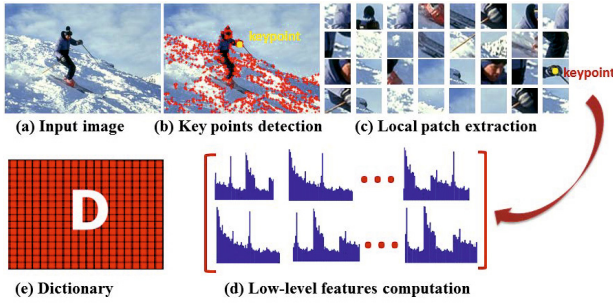 keypoint
keypoint
(a) Input image
(b) Key points detection
(c) Local patch extraction
D
(e) Dictionary
(d) Low-level features computation